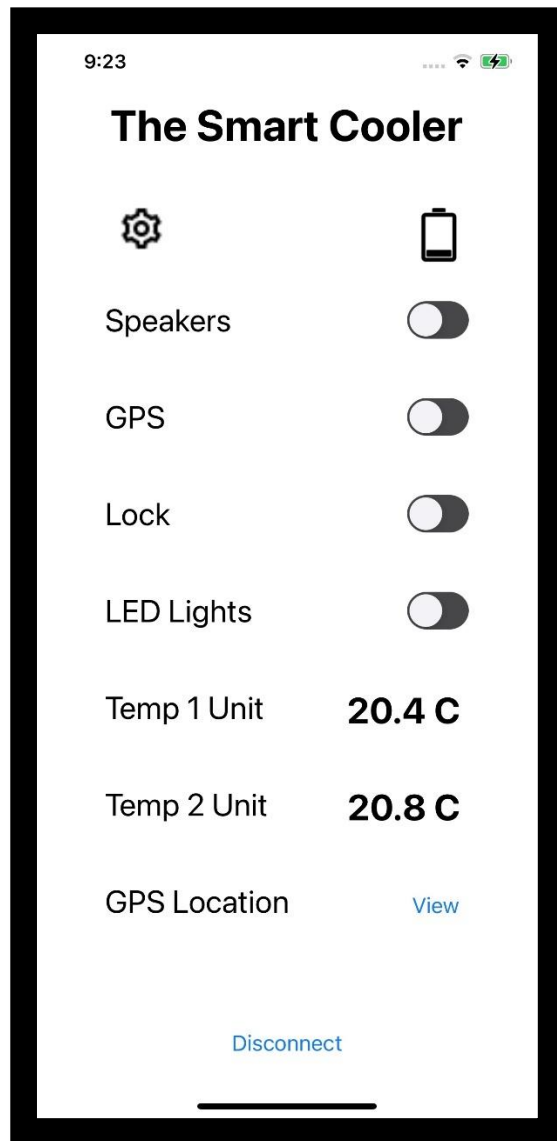 9:23
The Smart Cooler
Speakers
GPS
Lock
LED Lights
Temp 1 Unit 20.4 C
Temp 2 Unit 20.8 C
GPS Location View
Disconnect